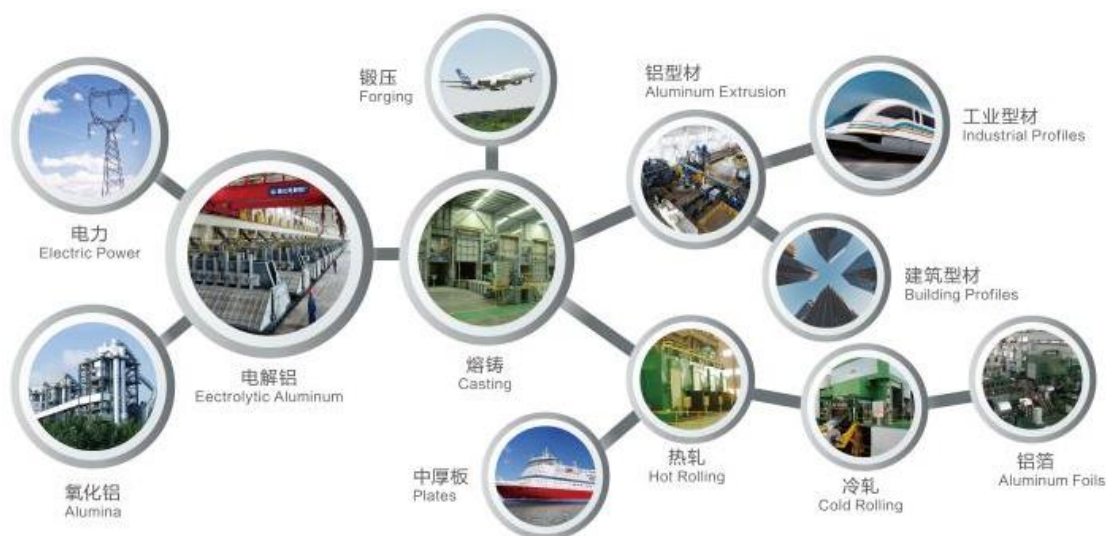 电力
Electric Power
氧化铝
Alumina
电解铝
Eectrolytic Aluminum
锻压
Forging
熔铸
Casting
铝型材
Aluminum Extrusion
工业型材
Industrial Profiles
建筑型材
Building Profiles
中厚板
Plates
热轧
Hot Rolling
冷轧
Cold Rolling
铝箔
Aluminum Foils